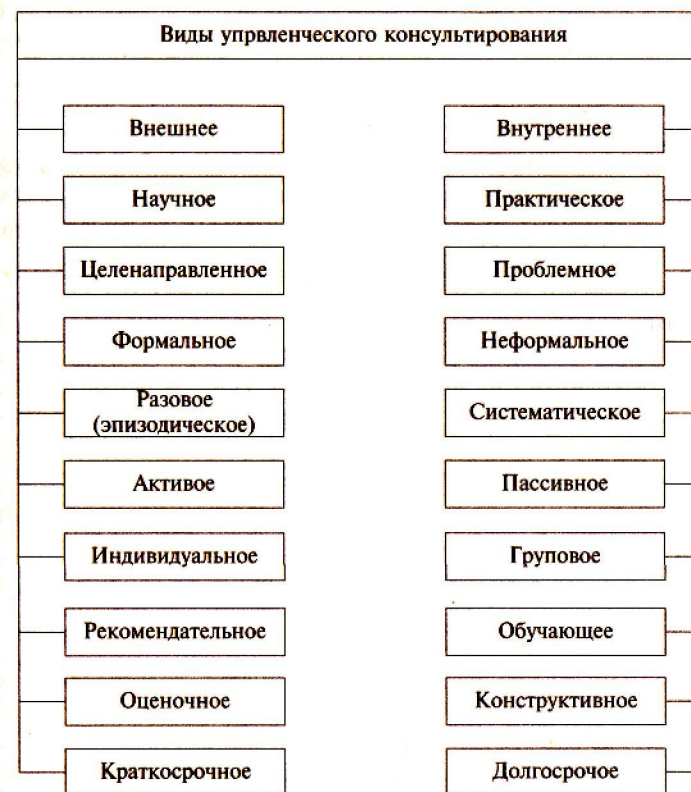 Виды упрвленческого консультирования
Внешнее
Внутреннее
Научное
Практическое
Целенаправленное
Проблемное
Формальное
Неформальное
Разовое
(эпизодическое)
Систематическое
Активое
Пассивное
Индивидуальное
Груповое
Рекомендательное
Обучающее
Оценочное
Конструктивное
Краткосрочное
Долгосрочое